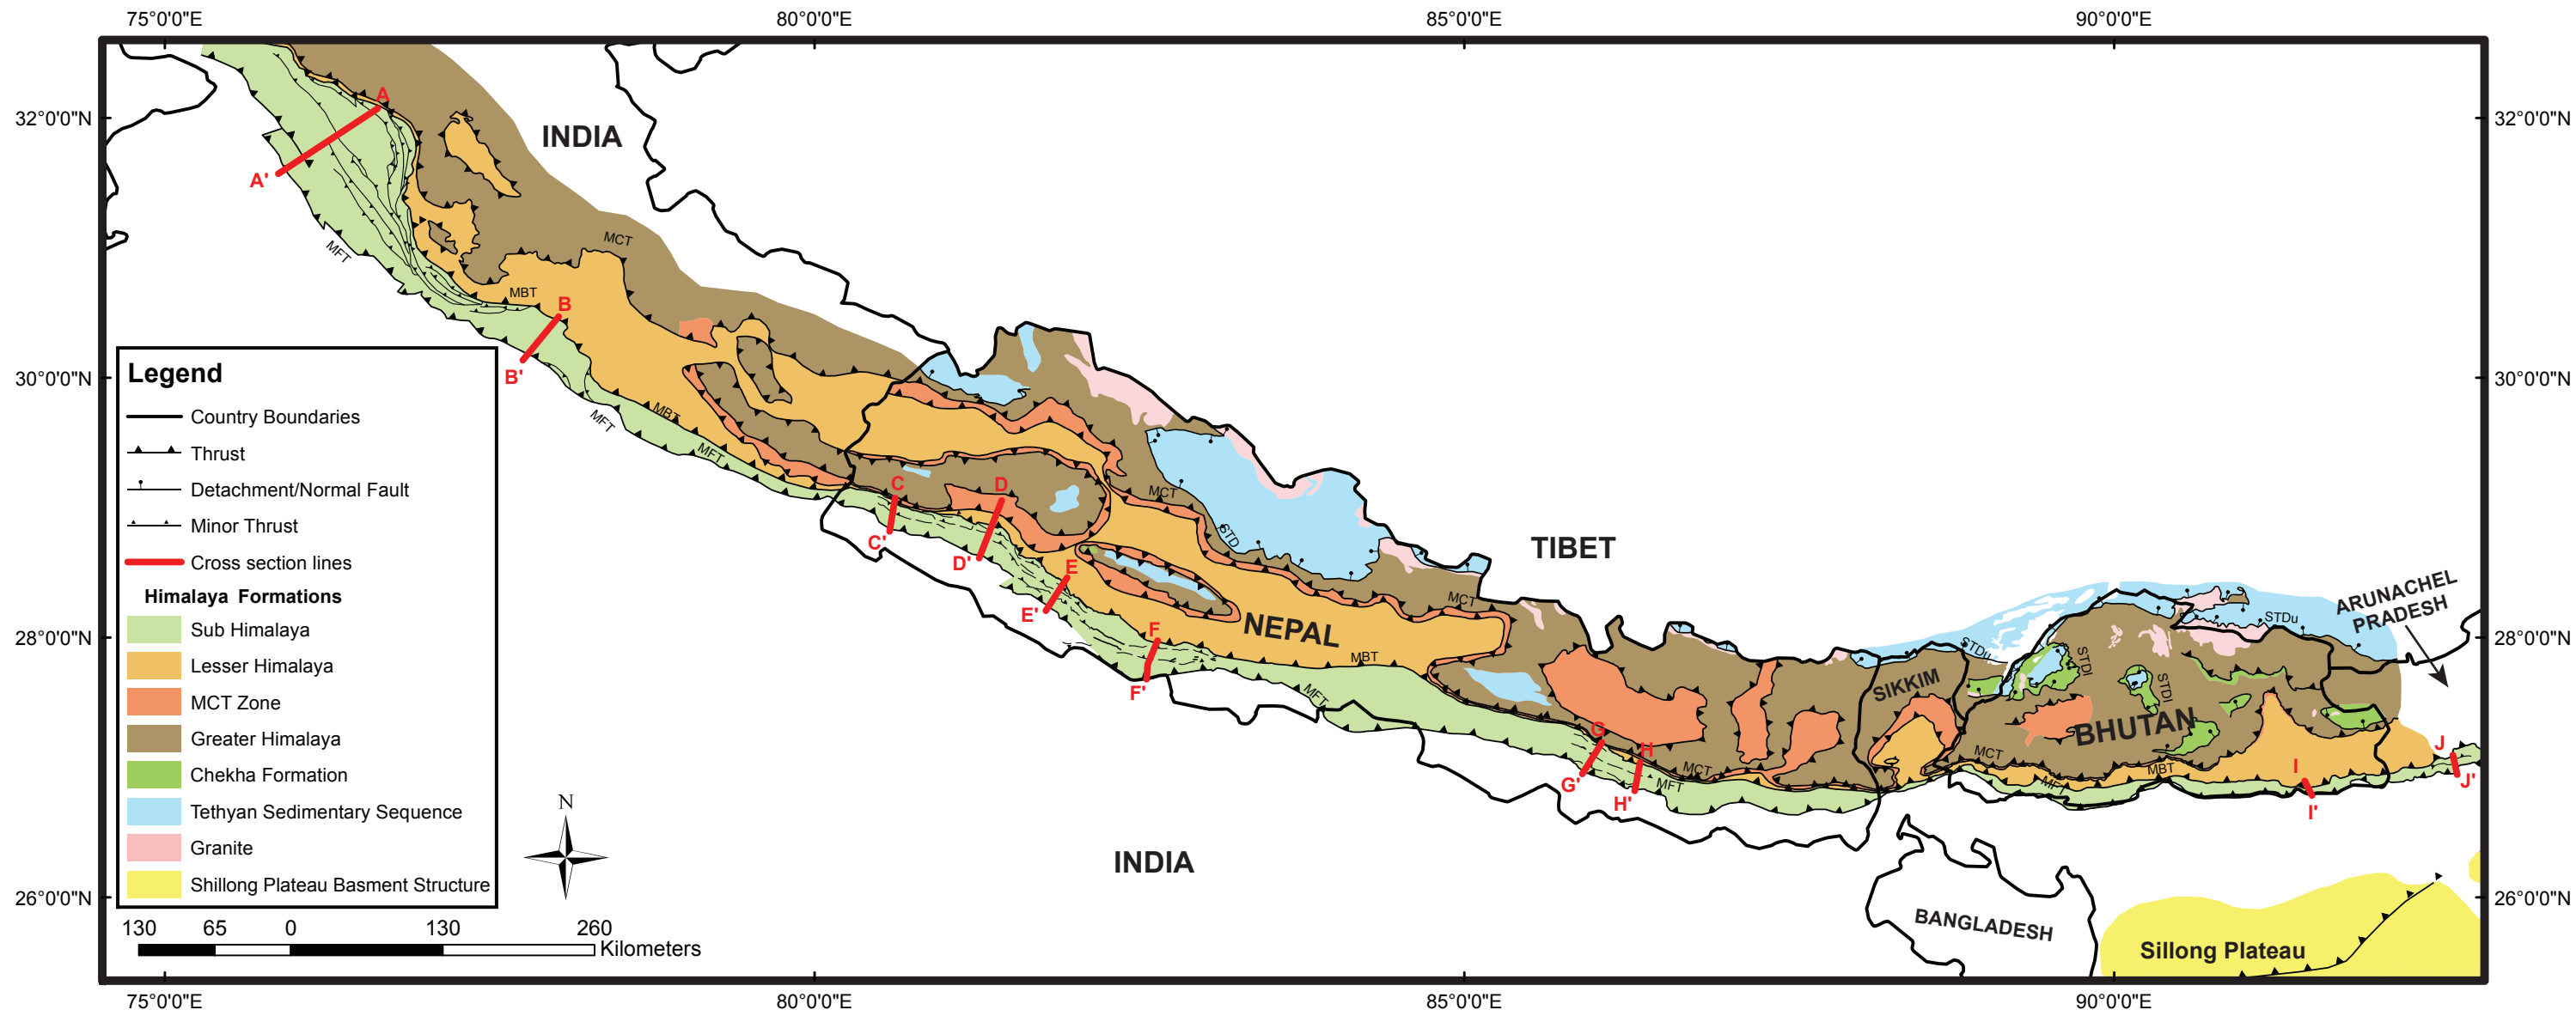 75°0'0"E
80°0'0"E
85°0'0"E
90°0'0"E
32°0'0"N
32°0'0"N
30°0'0"N
30°0'0"N
28°0'0"N
28°0'0"N
26°0'0"N
26°0'0"N
75°0'0"E
80°0'0"E
85°0'0"E
90°0'0"E
INDIA
A
A'
MFT
MCT
MBT
B
B'
MFT
MBT
MFT
C
C'
D
D'
E
E'
F
F'
MCT
STD
NEPAL
MCT
MBT
MFT
TIBET
G
G'
H
H'
MCT
MFT
SIKKIM
STDu
STDl
STDl
STDu
BHUTAN
MCT
MBT
MFT
I
I'
J
J'
ARUNACHEL
PRADESH
INDIA
BANGLADESH
Sillong Plateau
Legend
Country Boundaries
Thrust
Detachment/Normal Fault
Minor Thrust
Cross section lines
Himalaya Formations
Sub Himalaya
Lesser Himalaya
MCT Zone
Greater Himalaya
Chekha Formation
Tethyan Sedimentary Sequence
Granite
Shillong Plateau Basment Structure
N
130 65 0 130 260
Kilometers